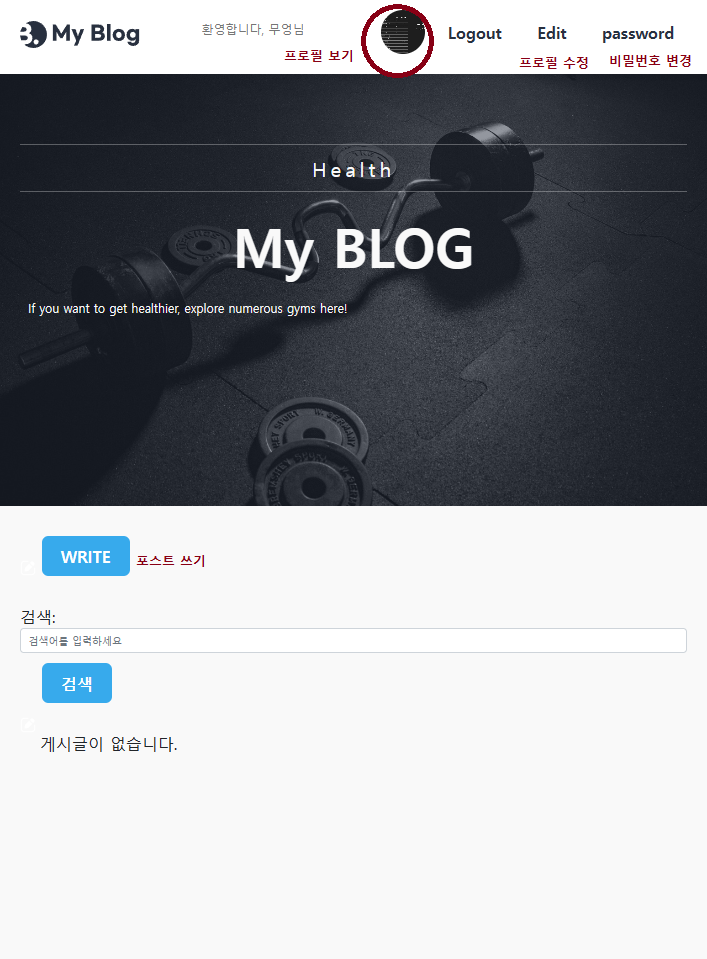 My Blog
환영합니다, 무엉님
Logout
Edit
password
프로필 보기
프로필 수정
비밀번호 변경
Health
My BLOG
If you want to get healthier, explore numerous gyms here!
WRITE
포스트 쓰기
검색:
검색어를 입력하세요
검색
게시글이 없습니다.